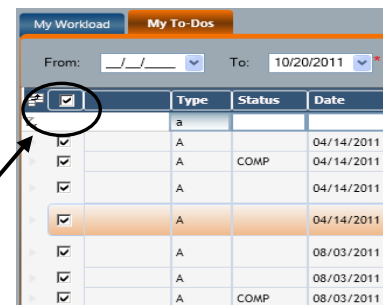 My Workload My To-Dos
From: __/__/____ To: 10/20/2011 *
Type Status Date
a
A 04/14/2011
A COMP 04/14/2011
A 04/14/2011
A 04/14/2011
A 08/03/2011
A 08/03/2011
A COMP 08/03/2011